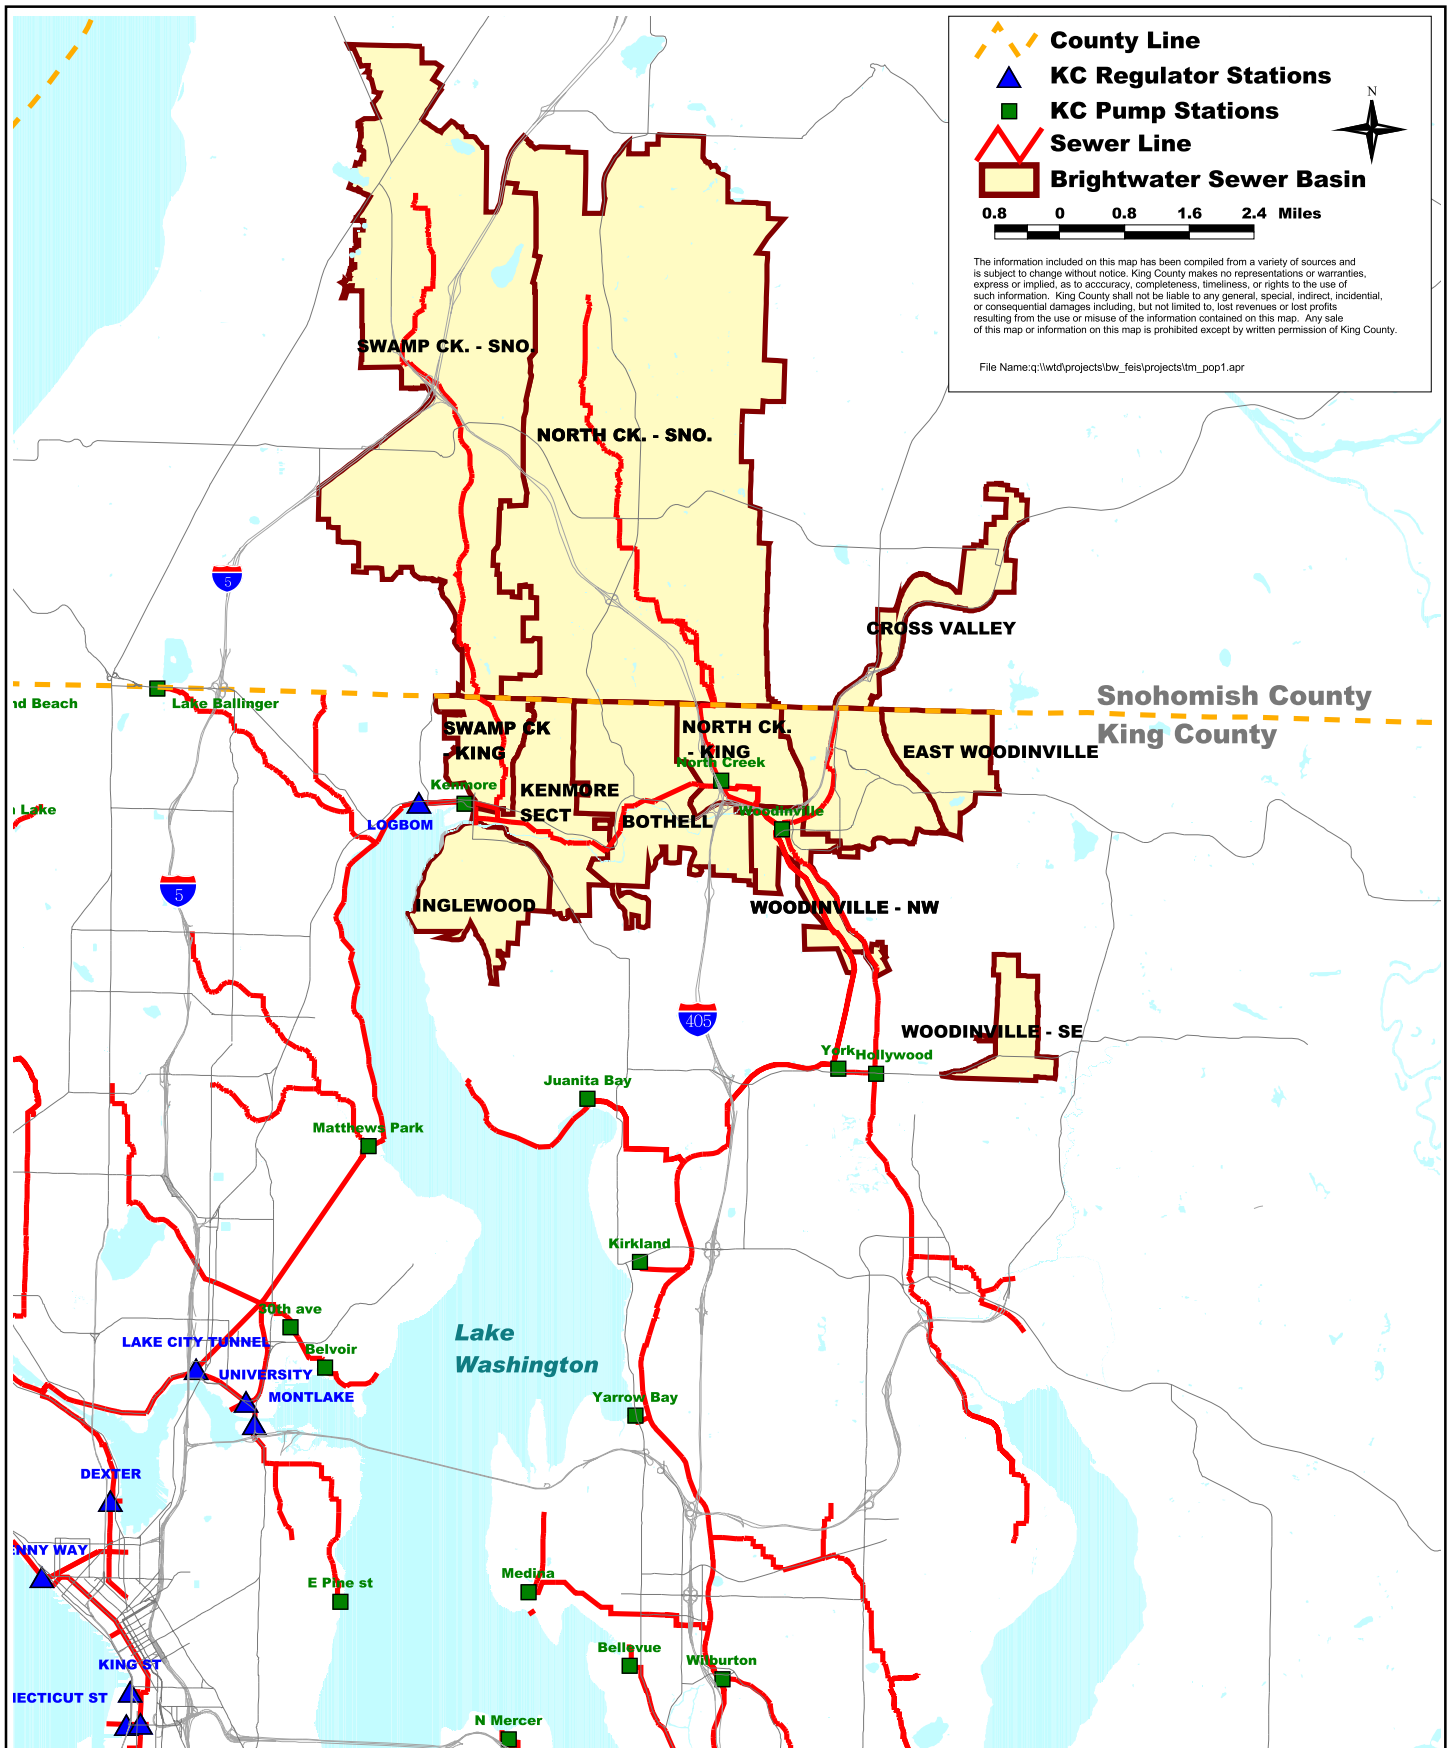 County Line
KC Regulator Stations
KC Pump Stations
Sewer Line
Brightwater Sewer Basin
N
0.8 0 0.8 1.6 2.4 Miles
The information included on this map has been compiled from a variety of sources and
is subject to change without notice. King County makes no representations or warranties,
express or implied, as to acccuracy, completeness, timeliness, or rights to the use of
such information. King County shall not be liable to any general, special, indirect, incidental,
or consequential damages including, but not limited to, lost revenues or lost profits
resulting from the use or misuse of the information contained on this map. Any sale
of this map or information on this map is prohibited except by written permission of King County.
File Name:q:\\wtd\projects\bw_feis\projects\tm_pop1.apr
SWAMP CK. - SNO.
NORTH CK. - SNO.
5
CROSS VALLEY
Snohomish County
King County
nd Beach
Lake Ballinger
SWAMP CK
KING
NORTH CK.
- KING
EAST WOODINVILLE
North Creek
Kenmore
KENMORE
SECT
Lake
LOGBOM
BOTHELL
Woodinville
5
INGLEWOOD
WOODINVILLE - NW
405
WOODINVILLE - SE
York
Hollywood
Juanita Bay
Matthews Park
Kirkland
30th ave
Lake
Washington
LAKE CITY TUNNEL
Belvoir
UNIVERSITY
MONTLAKE
Yarrow Bay
DEXTER
ENNY WAY
E Pine st
Medina
Bellevue
Wilburton
KING ST
NECTICUT ST
N Mercer